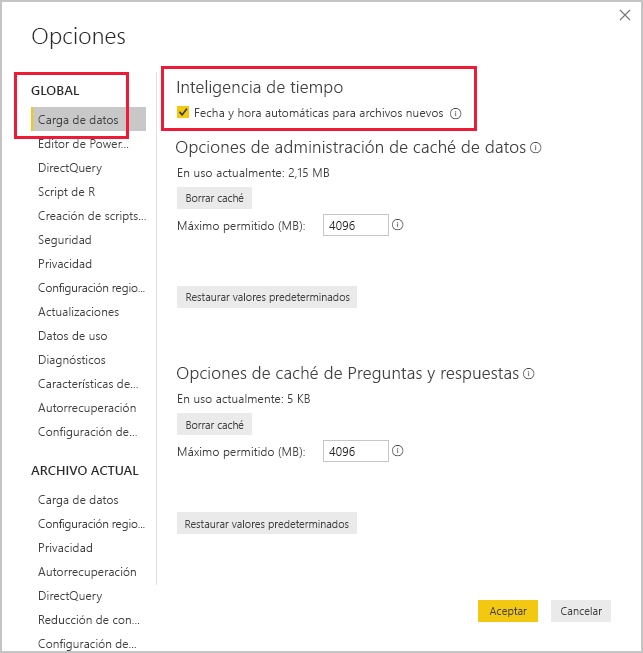 Opciones
GLOBAL
Carga de datos
Editor de Power...
DirectQuery
Script de R
Creación de scripts...
Seguridad
Privacidad
Configuración regio...
Actualizaciones
Datos de uso
Diagnósticos
Características de...
Autorrecuperación
Configuración de...
ARCHIVO ACTUAL
Carga de datos
Configuración regio...
Privacidad
Autorrecuperación
DirectQuery
Reducción de con...
Configuración de...
Inteligencia de tiempo
Fecha y hora automáticas para archivos nuevos
Opciones de administración de caché de datos
En uso actualmente: 2,15 MB
Borrar caché
Máximo permitido (MB): 4096
Restaurar valores predeterminados
Opciones de caché de Preguntas y respuestas
En uso actualmente: 5 KB
Borrar caché
Máximo permitido (MB): 4096
Restaurar valores predeterminados
Aceptar Cancelar